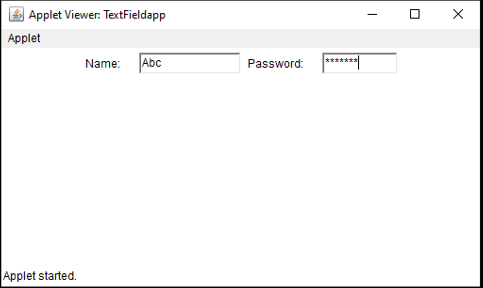 Applet Viewer: TextFieldapp
Applet
Name: Abc Password: *******
Applet started.